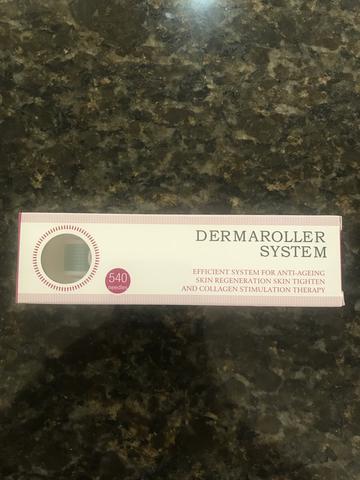 DERMAROLLER
SYSTEM
540
needles
EFFICIENT SYSTEM FOR ANTI-AGEING
SKIN REGENERATION SKIN TIGHTEN
AND COLLAGEN STIMULATION THERAPY